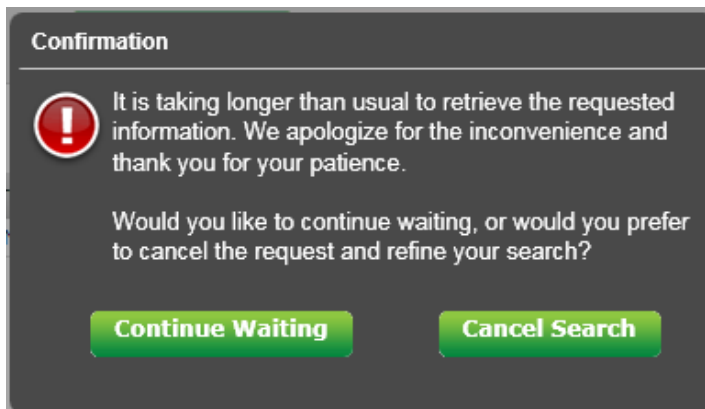 Confirmation
It is taking longer than usual to retrieve the requested
information. We apologize for the inconvenience and
thank you for your patience.
Would you like to continue waiting, or would you prefer
to cancel the request and refine your search?
Continue Waiting
Cancel Search